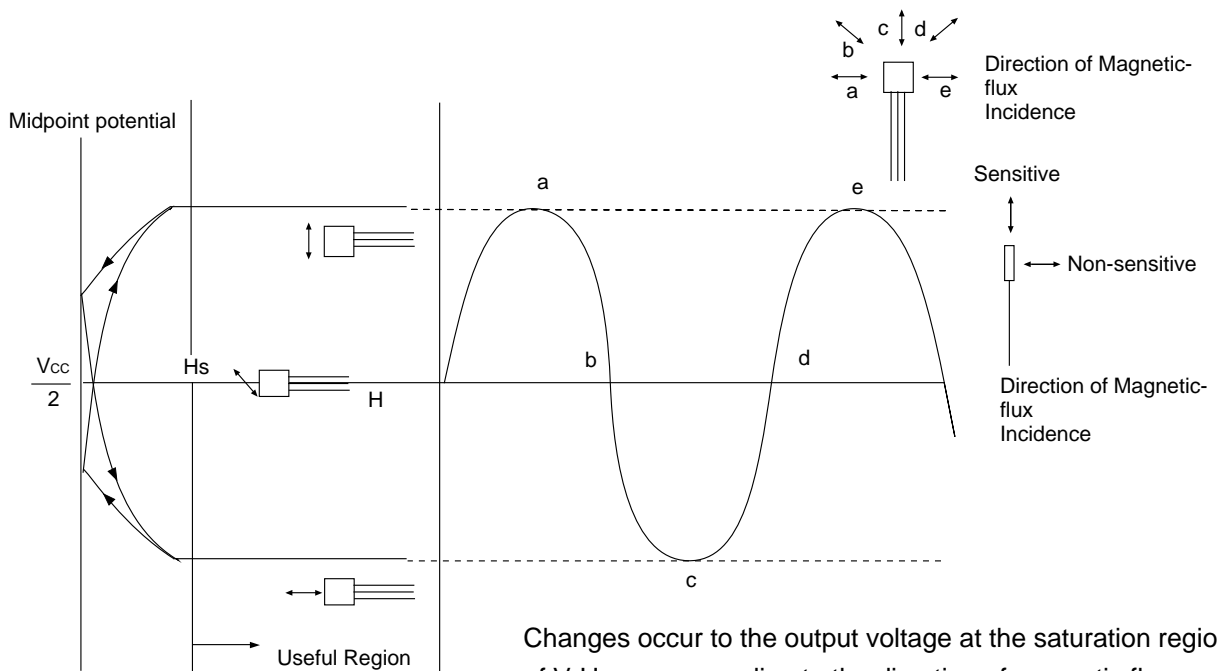 c
d
b
a
e
Direction of Magnetic-
flux
Incidence
Midpoint potential
Sensitive
a
e
Non-sensitive
Vcc
2
Hs
H
b
d
Direction of Magnetic-
flux
Incidence
c
Useful Region
Changes occur to the output voltage at the saturation regio